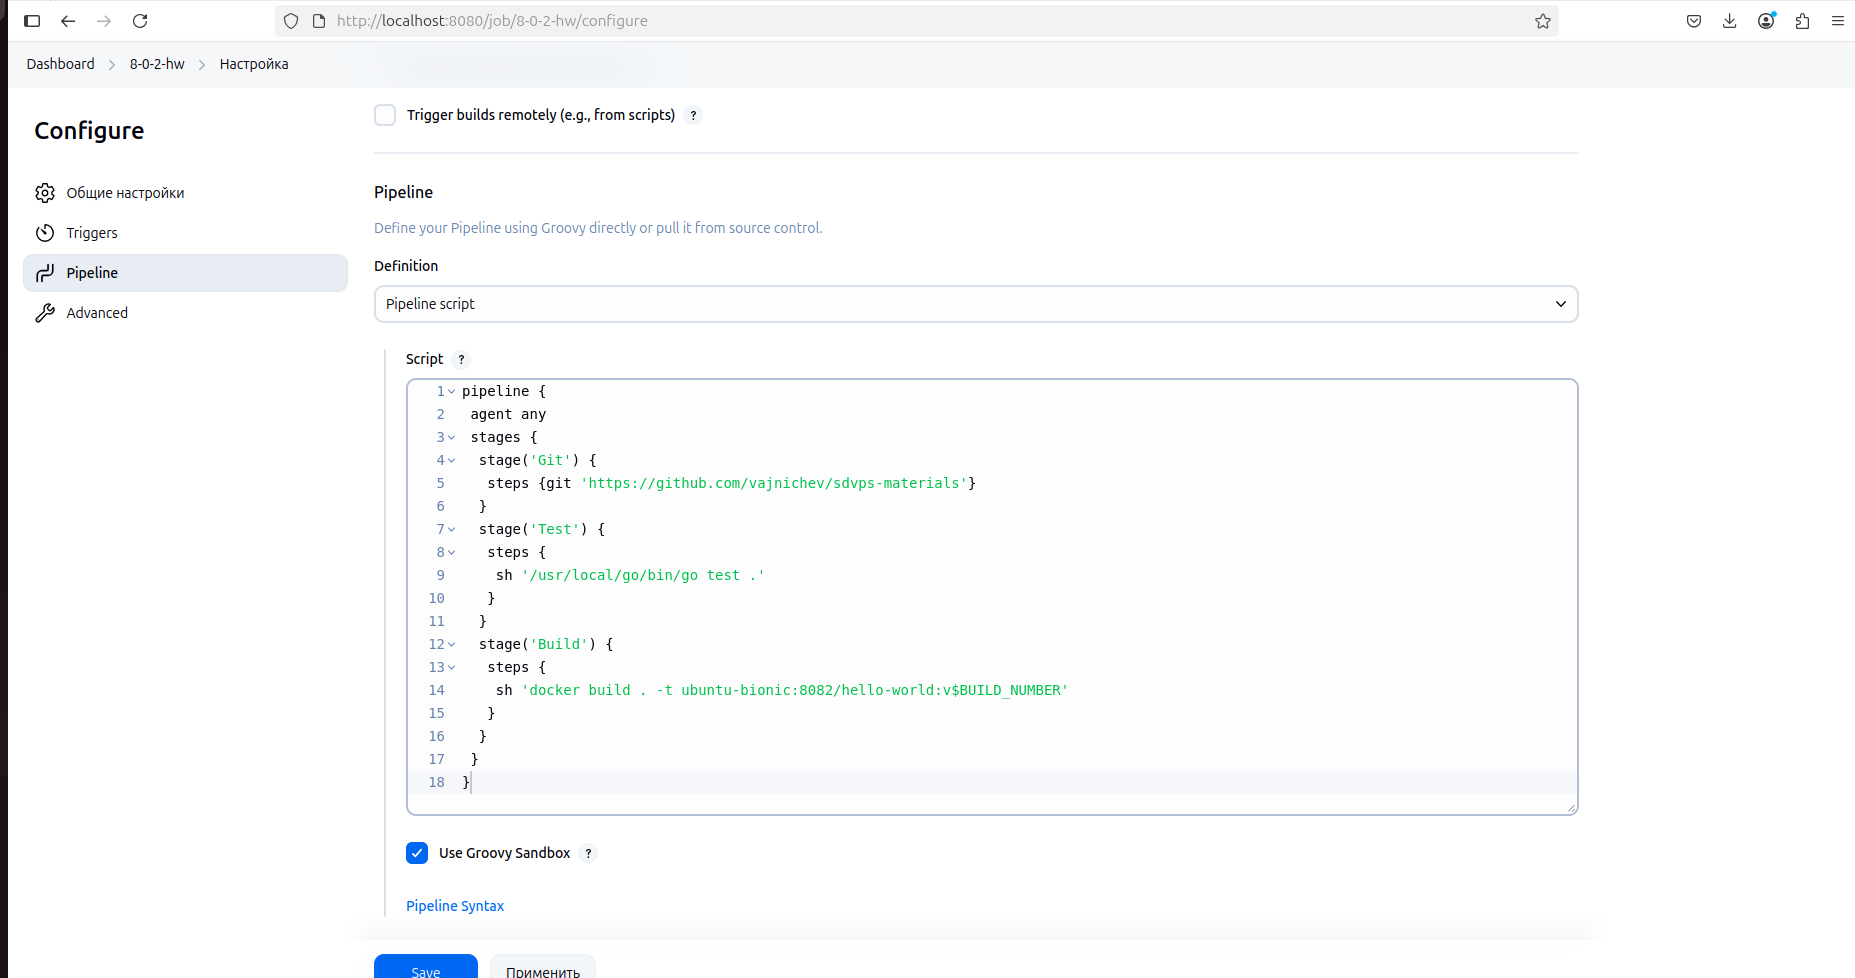 http://localhost:8080/job/8-0-2-hw/configure
Dashboard > 8-0-2-hw > Настройка
Configure
Общие настройки
Triggers
Pipeline
Advanced
Trigger builds remotely (e.g., from scripts) ?
Pipeline
Define your Pipeline using Groovy directly or pull it from source control.
Definition
Pipeline script
Script ?
1 pipeline {
2 agent any
3 stages {
4 stage('Git') {
5 steps {git 'https://github.com/vajnichev/sdvps-materials'}
6 }
7 stage('Test') {
8 steps {
9 sh '/usr/local/go/bin/go test .'
10 }
11 }
12 stage('Build') {
13 steps {
14 sh 'docker build . -t ubuntu-bionic:8082/hello-world:v$BUILD_NUMBER'
15 }
16 }
17 }
18 }
Use Groovy Sandbox ?
Pipeline Syntax
Save Применить